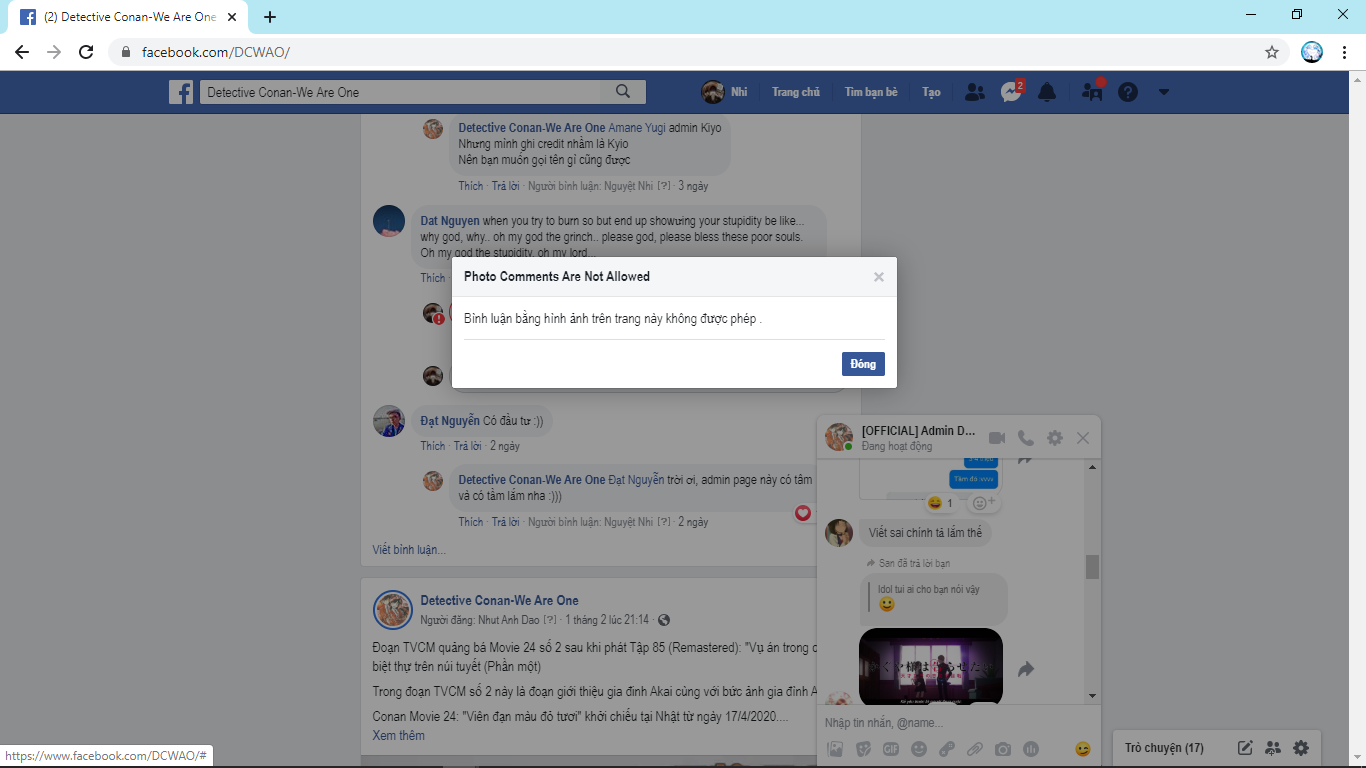 (2) Detective Conan-We Are One
facebook.com/DCWAO/
Detective Conan-We Are One
Nhi
Trang chủ
Tìm bạn bè
Tạo
2
Detective Conan-We Are One Amane Yugi admin Kiyo
Nhưng mình ghi credit nhầm là Kyio
Nên bạn muốn gọi tên gì cũng được
Thích · Trả lời · Người bình luận: Nguyệt Nhi [?] · 3 ngày
Dat Nguyen when you try to burn so but end up showưing your stupidity be like...
why god, why.. oh my god the grinch.. please god, please bless these poor souls.
Oh my god the stupidity, oh my lord...
Thích
Photo Comments Are Not Allowed
Bình luận bằng hình ảnh trên trang này không được phép .
Đóng
Đạt Nguyễn Có đầu tư :))
Thích · Trả lời · 2 ngày
Detective Conan-We Are One Đạt Nguyễn trời ơi, admin page này có tâm
và có tầm lắm nha :)))
Thích · Trả lời · Người bình luận: Nguyệt Nhi [?] · 2 ngày
Viết bình luận...
Detective Conan-We Are One
Người đăng: Nhut Anh Dao [?] · 1 tháng 2 lúc 21:14 ·
Đoạn TVCM quảng bá Movie 24 số 2 sau khi phát Tập 85 (Remastered): "Vụ án trong
biệt thự trên núi tuyết (Phần một)
Trong đoạn TVCM số 2 này là đoạn giới thiệu gia đình Akai cùng với bức ảnh gia đình
Conan Movie 24: "Viên đạn màu đỏ tươi" khởi chiếu tại Nhật từ ngày 17/4/2020....
Xem thêm
[OFFICIAL] Admin D...
Đang hoạt động
Tâm đó :vvvv
1
Viết sai chính tả lắm thế
San đã trả lời bạn
Idol tui ai cho bạn nói vậy
Nhập tin nhắn, @name...
GIF
Trò chuyện (17)
https://www.facebook.com/DCWAO/#